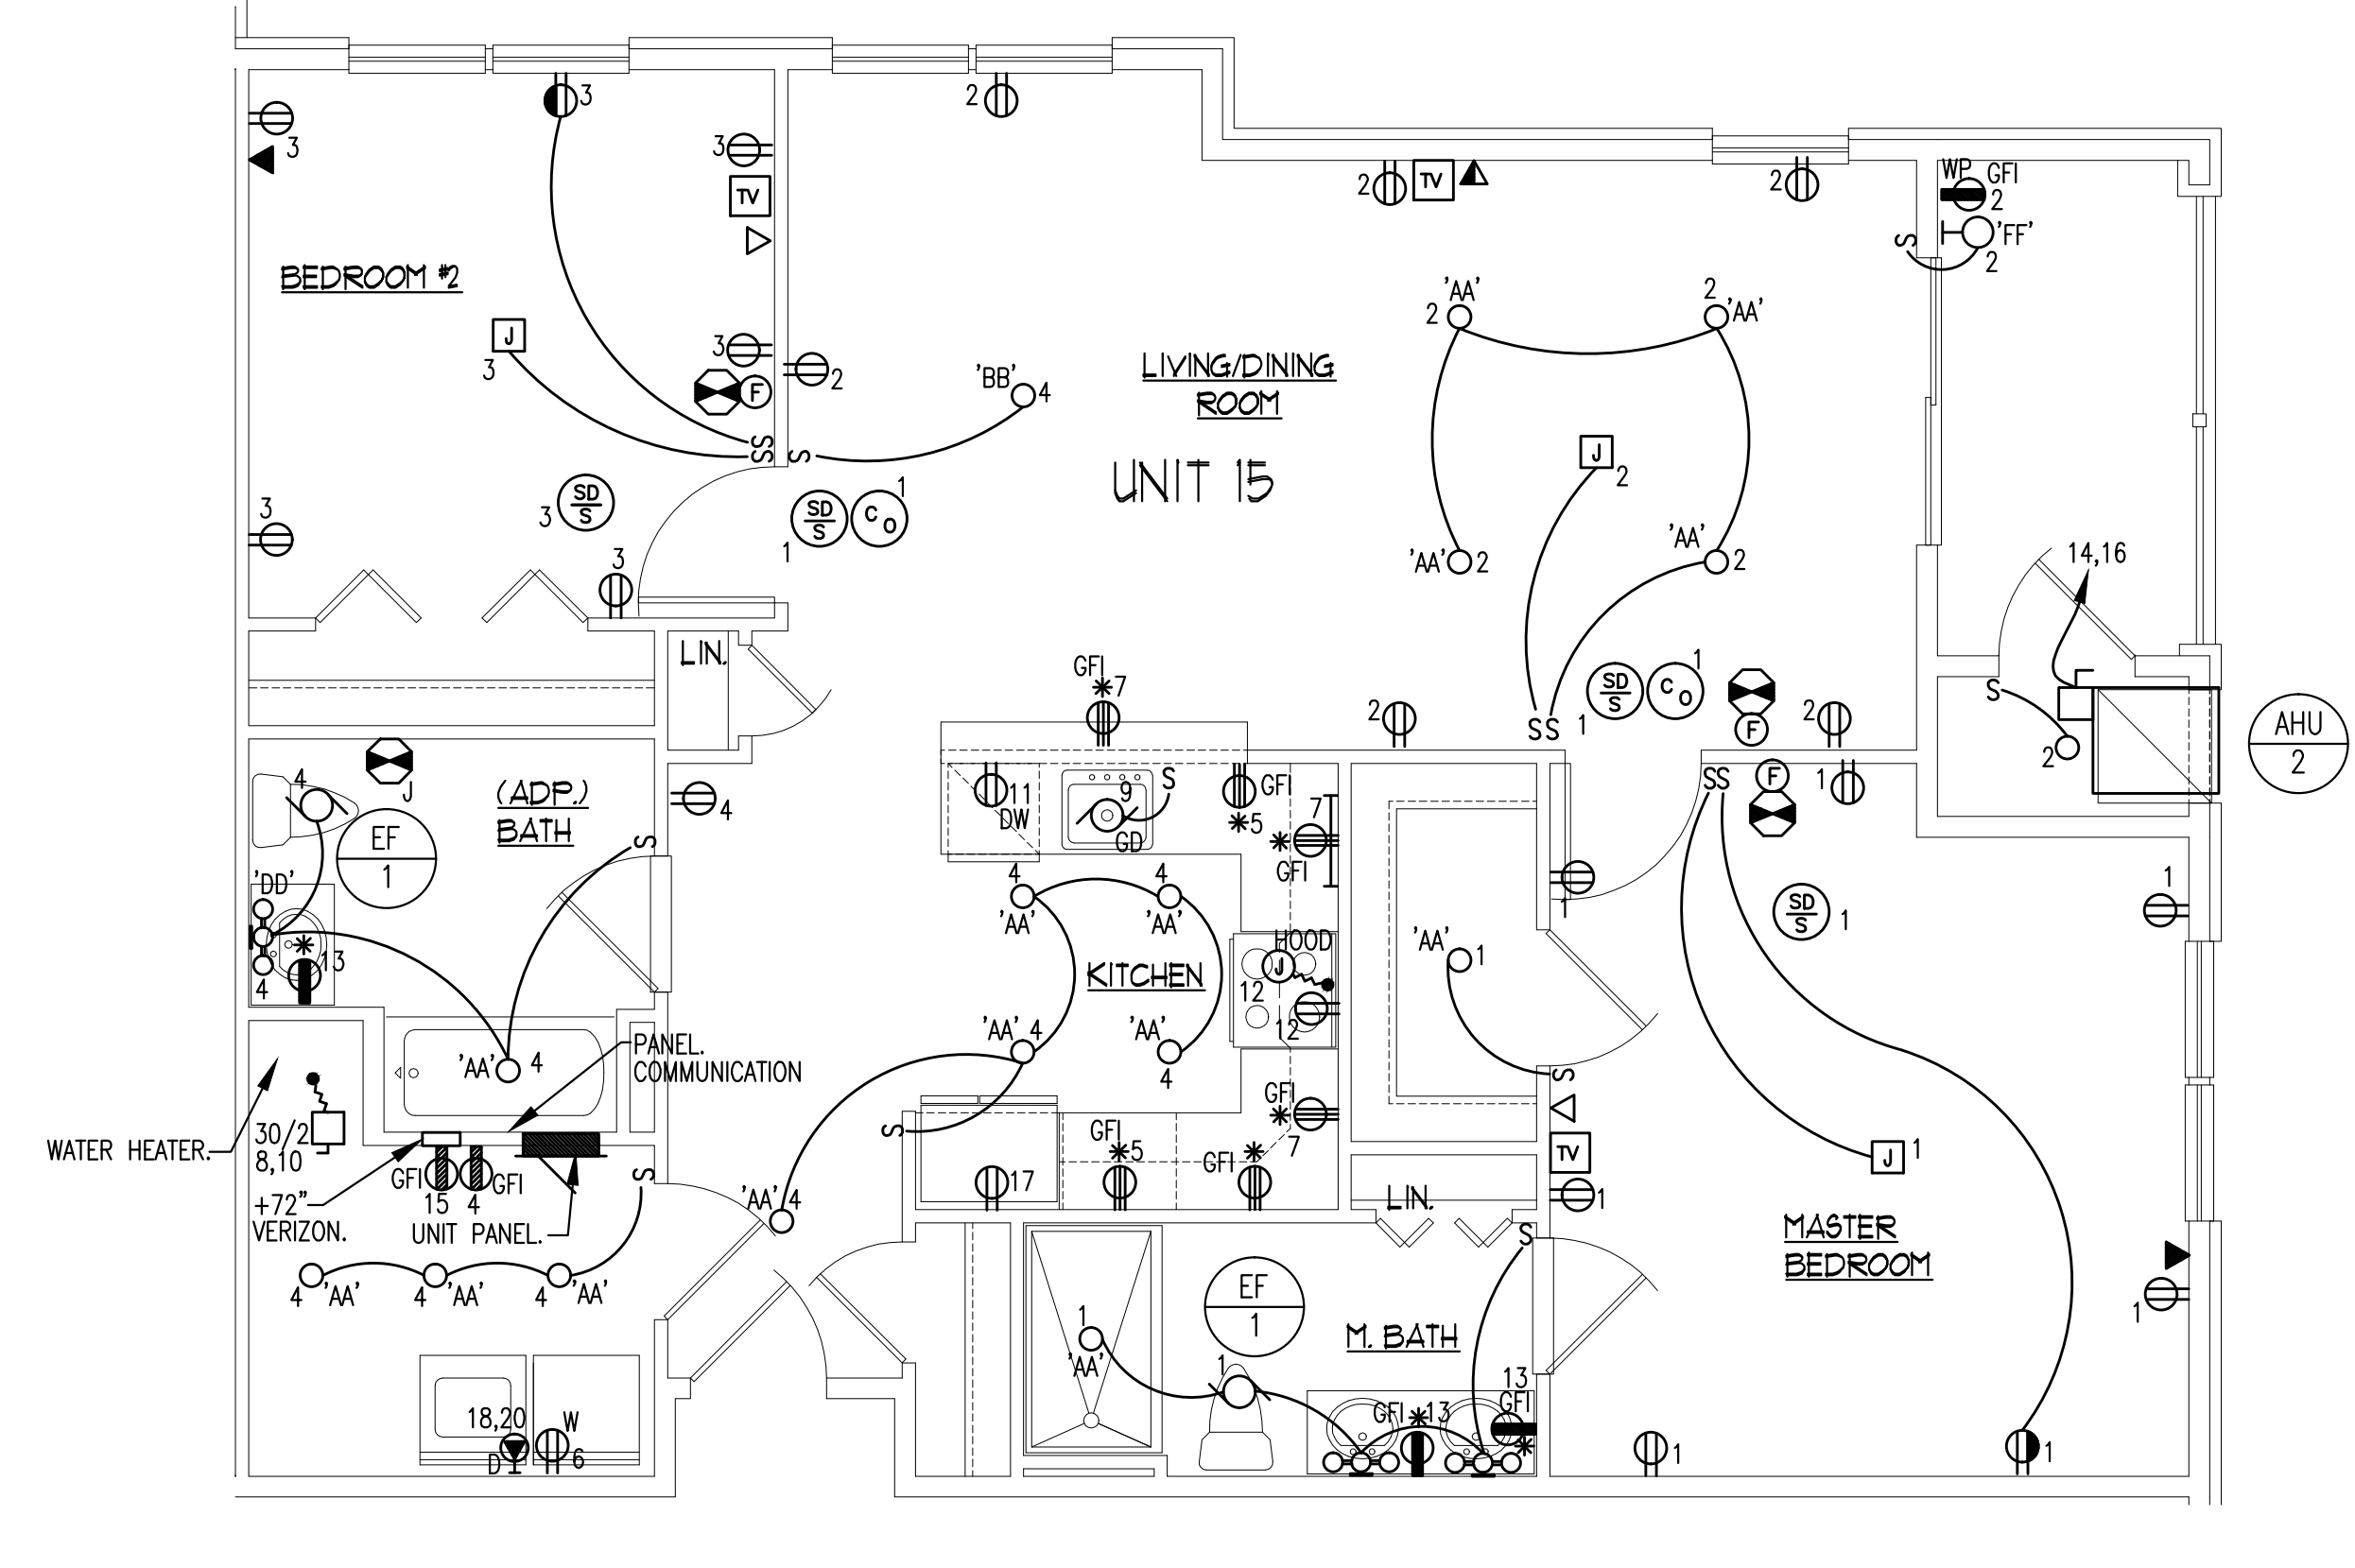 3
2
3
3
TV
2
TV
2
WP
GFI
2
S
'FF'
2
BEDROOM #2
J
3
3
F
2
'BB'
4
LIVING/DINING
ROOM
UNIT 15
'AA'
2
2
'AA'
J
2
'AA'
2
'AA'
2
S
S
S
3
3
SD
S
3
SD
S
1
CO
1
14,16
LIN.
GFI
7
2
SS
1
SD
S
CO
1
F
2
S
2
AHU
2
J
4
(ADP.)
BATH
EF
1
S
4
11
DW
9
GD
S
GFI
5
7
GFI
SS
F
1
1
1
SD
S
1
'DD'
4
13
4
'AA'
4
'AA'
HOOD
J
12
12
KITCHEN
'AA'
1
'AA'
4
'AA'
4
'AA'
4
PANEL.
COMMUNICATION
S
TV
1
J
1
WATER HEATER.
30/2
8,10
GFI
15
4
GFI
S
+72"
VERIZON.
UNIT PANEL.
S
17
GFI
5
GFI
GFI
7
LIN.
'AA'
4
4
'AA'
4
'AA'
4
'AA'
S
MASTER
BEDROOM
1
EF
1
M. BATH
1
'AA'
1
13
GFI
GFI
13
18,20
D
W
6
1
1